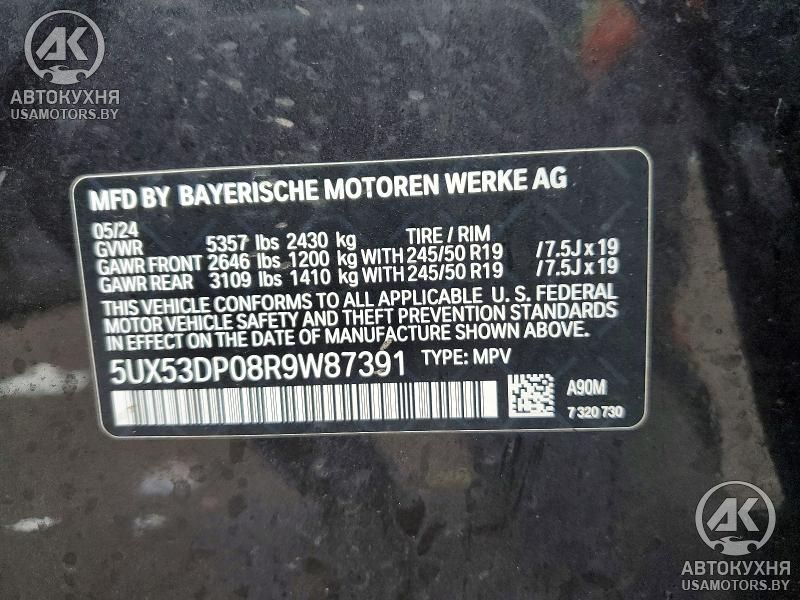 AK
АВТОКУХНЯ
USAMOTORS.BY
MFD BY BAYERISCHE MOTOREN WERKE AG
05/24
GVWR 5357 lbs 2430 kg TIRE / RIM
GAWR FRONT 2646 lbs 1200 kg WITH 245/50 R19 /7.5J x 19
GAWR REAR 3109 lbs 1410 kg WITH 245/50 R19 /7.5J x 19
THIS VEHICLE CONFORMS TO ALL APPLICABLE U. S. FEDERAL
MOTOR VEHICLE SAFETY AND THEFT PREVENTION STANDARDS
IN EFFECT ON THE DATE OF MANUFACTURE SHOWN ABOVE.
5UX53DP08R9W87391 TYPE: MPV
A90M
7 320 730
AK
АВТОКУХНЯ
USAMOTORS.BY